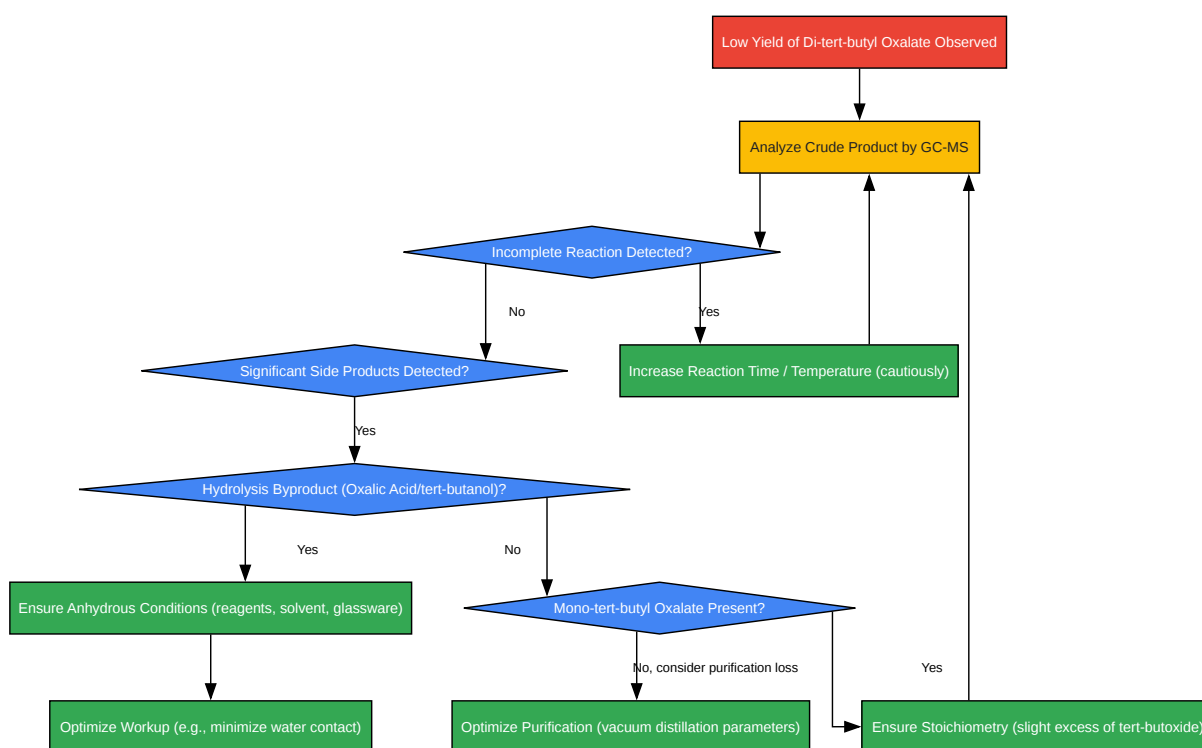 Low Yield of Di-tert-butyl Oxalate Observed
Analyze Crude Product by GC-MS
Incomplete Reaction Detected?
No
Yes
Significant Side Products Detected?
Increase Reaction Time / Temperature (cautiously)
Yes
Hydrolysis Byproduct (Oxalic Acid/tert-butanol)?
Yes
No
Ensure Anhydrous Conditions (reagents, solvent, glassware)
Mono-tert-butyl Oxalate Present?
No, consider purification loss
Yes
Optimize Workup (e.g., minimize water contact)
Optimize Purification (vacuum distillation parameters)
Ensure Stoichiometry (slight excess of tert-butoxide)